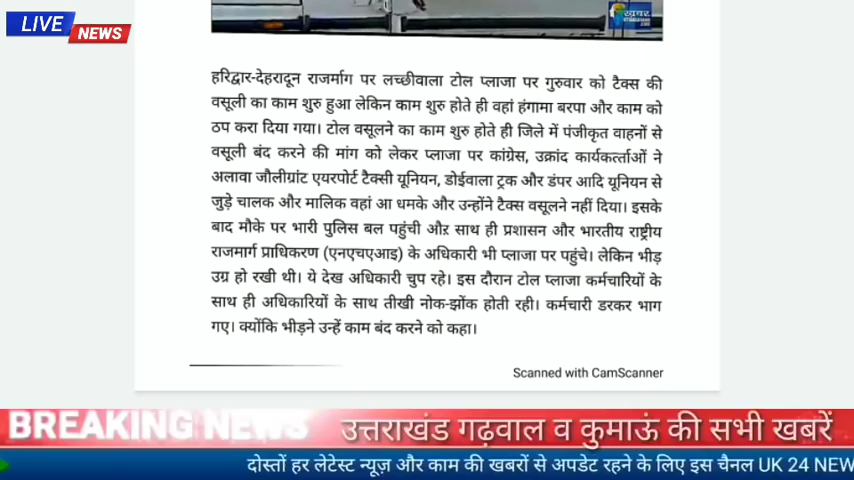 LIVE
NEWS
खबर
हरिद्वार-देहरादून राजमार्ग पर लच्छीवाला टोल प्लाजा पर गुरुवार को टैक्स की
वसूली का काम शुरु हुआ लेकिन काम शुरु होते ही वहां हंगामा बरपा और काम को
ठप करा दिया गया। टोल वसूलने का काम शुरु होते ही जिले में पंजीकृत वाहनों से
वसूली बंद करने की मांग को लेकर प्लाजा पर कांग्रेस, उक्रांद कार्यकर्त्ताओं ने
अलावा जौलीग्रांट एयरपोर्ट टैक्सी यूनियन, डोईवाला ट्रक और डंपर आदि यूनियन से
जुड़े चालक और मालिक वहां आ धमके और उन्होंने टैक्स वसूलने नहीं दिया। इसके
बाद मौके पर भारी पुलिस बल पहुंची औऱ साथ ही प्रशासन और भारतीय राष्ट्रीय
राजमार्ग प्राधिकरण (एनएचएआइ) के अधिकारी भी प्लाजा पर पहुंचे। लेकिन भीड़
उग्र हो रखी थी। ये देख अधिकारी चुप रहे। इस दौरान टोल प्लाजा कर्मचारियों के
साथ ही अधिकारियों के साथ तीखी नोक-झोंक होती रही। कर्मचारी डरकर भाग
गए। क्योंकि भीड़ने उन्हें काम बंद करने को कहा।
Scanned with CamScanner
BREAKING NEWS
उत्तराखंड गढ़वाल व कुमाऊं की सभी खबरें
दोस्तों हर लेटेस्ट न्यूज़ और काम की खबरों से अपडेट रहने के लिए इस चैनल UK 24 NEW